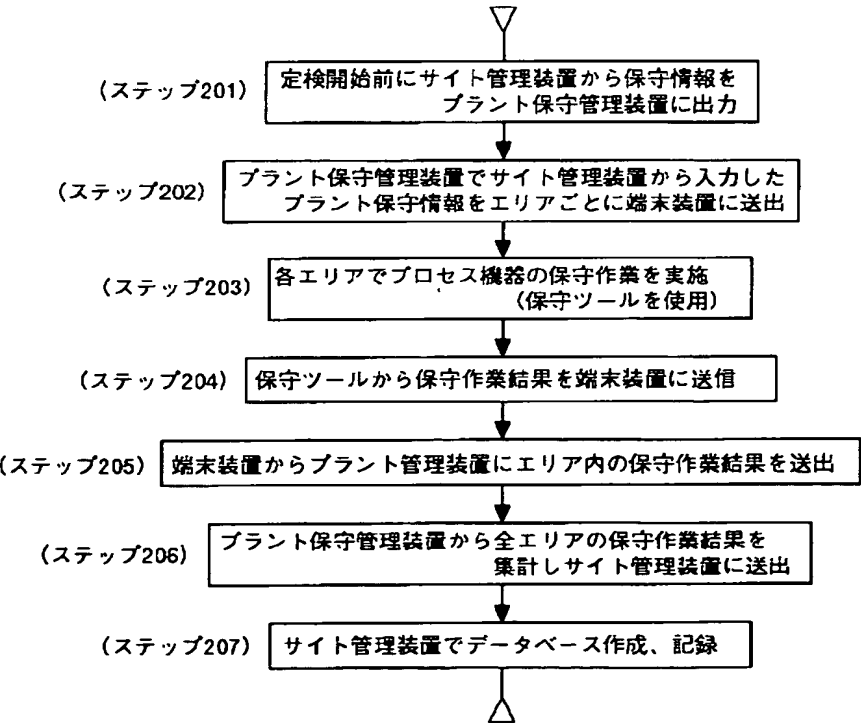 (ステップ201)
定検開始前にサイト管理装置から保守情報を
プラント保守管理装置に出力
(ステップ202)
プラント保守管理装置でサイト管理装置から入力した
プラント保守情報をエリアごとに端末装置に送出
(ステップ203)
各エリアでプロセス機器の保守作業を実施
(保守ツールを使用)
(ステップ204)
保守ツールから保守作業結果を端末装置に送信
(ステップ205)
端末装置からプラント管理装置にエリア内の保守作業結果を送出
(ステップ206)
プラント保守管理装置から全エリアの保守作業結果を
集計しサイト管理装置に送出
(ステップ207)
サイト管理装置でデータベース作成、記録